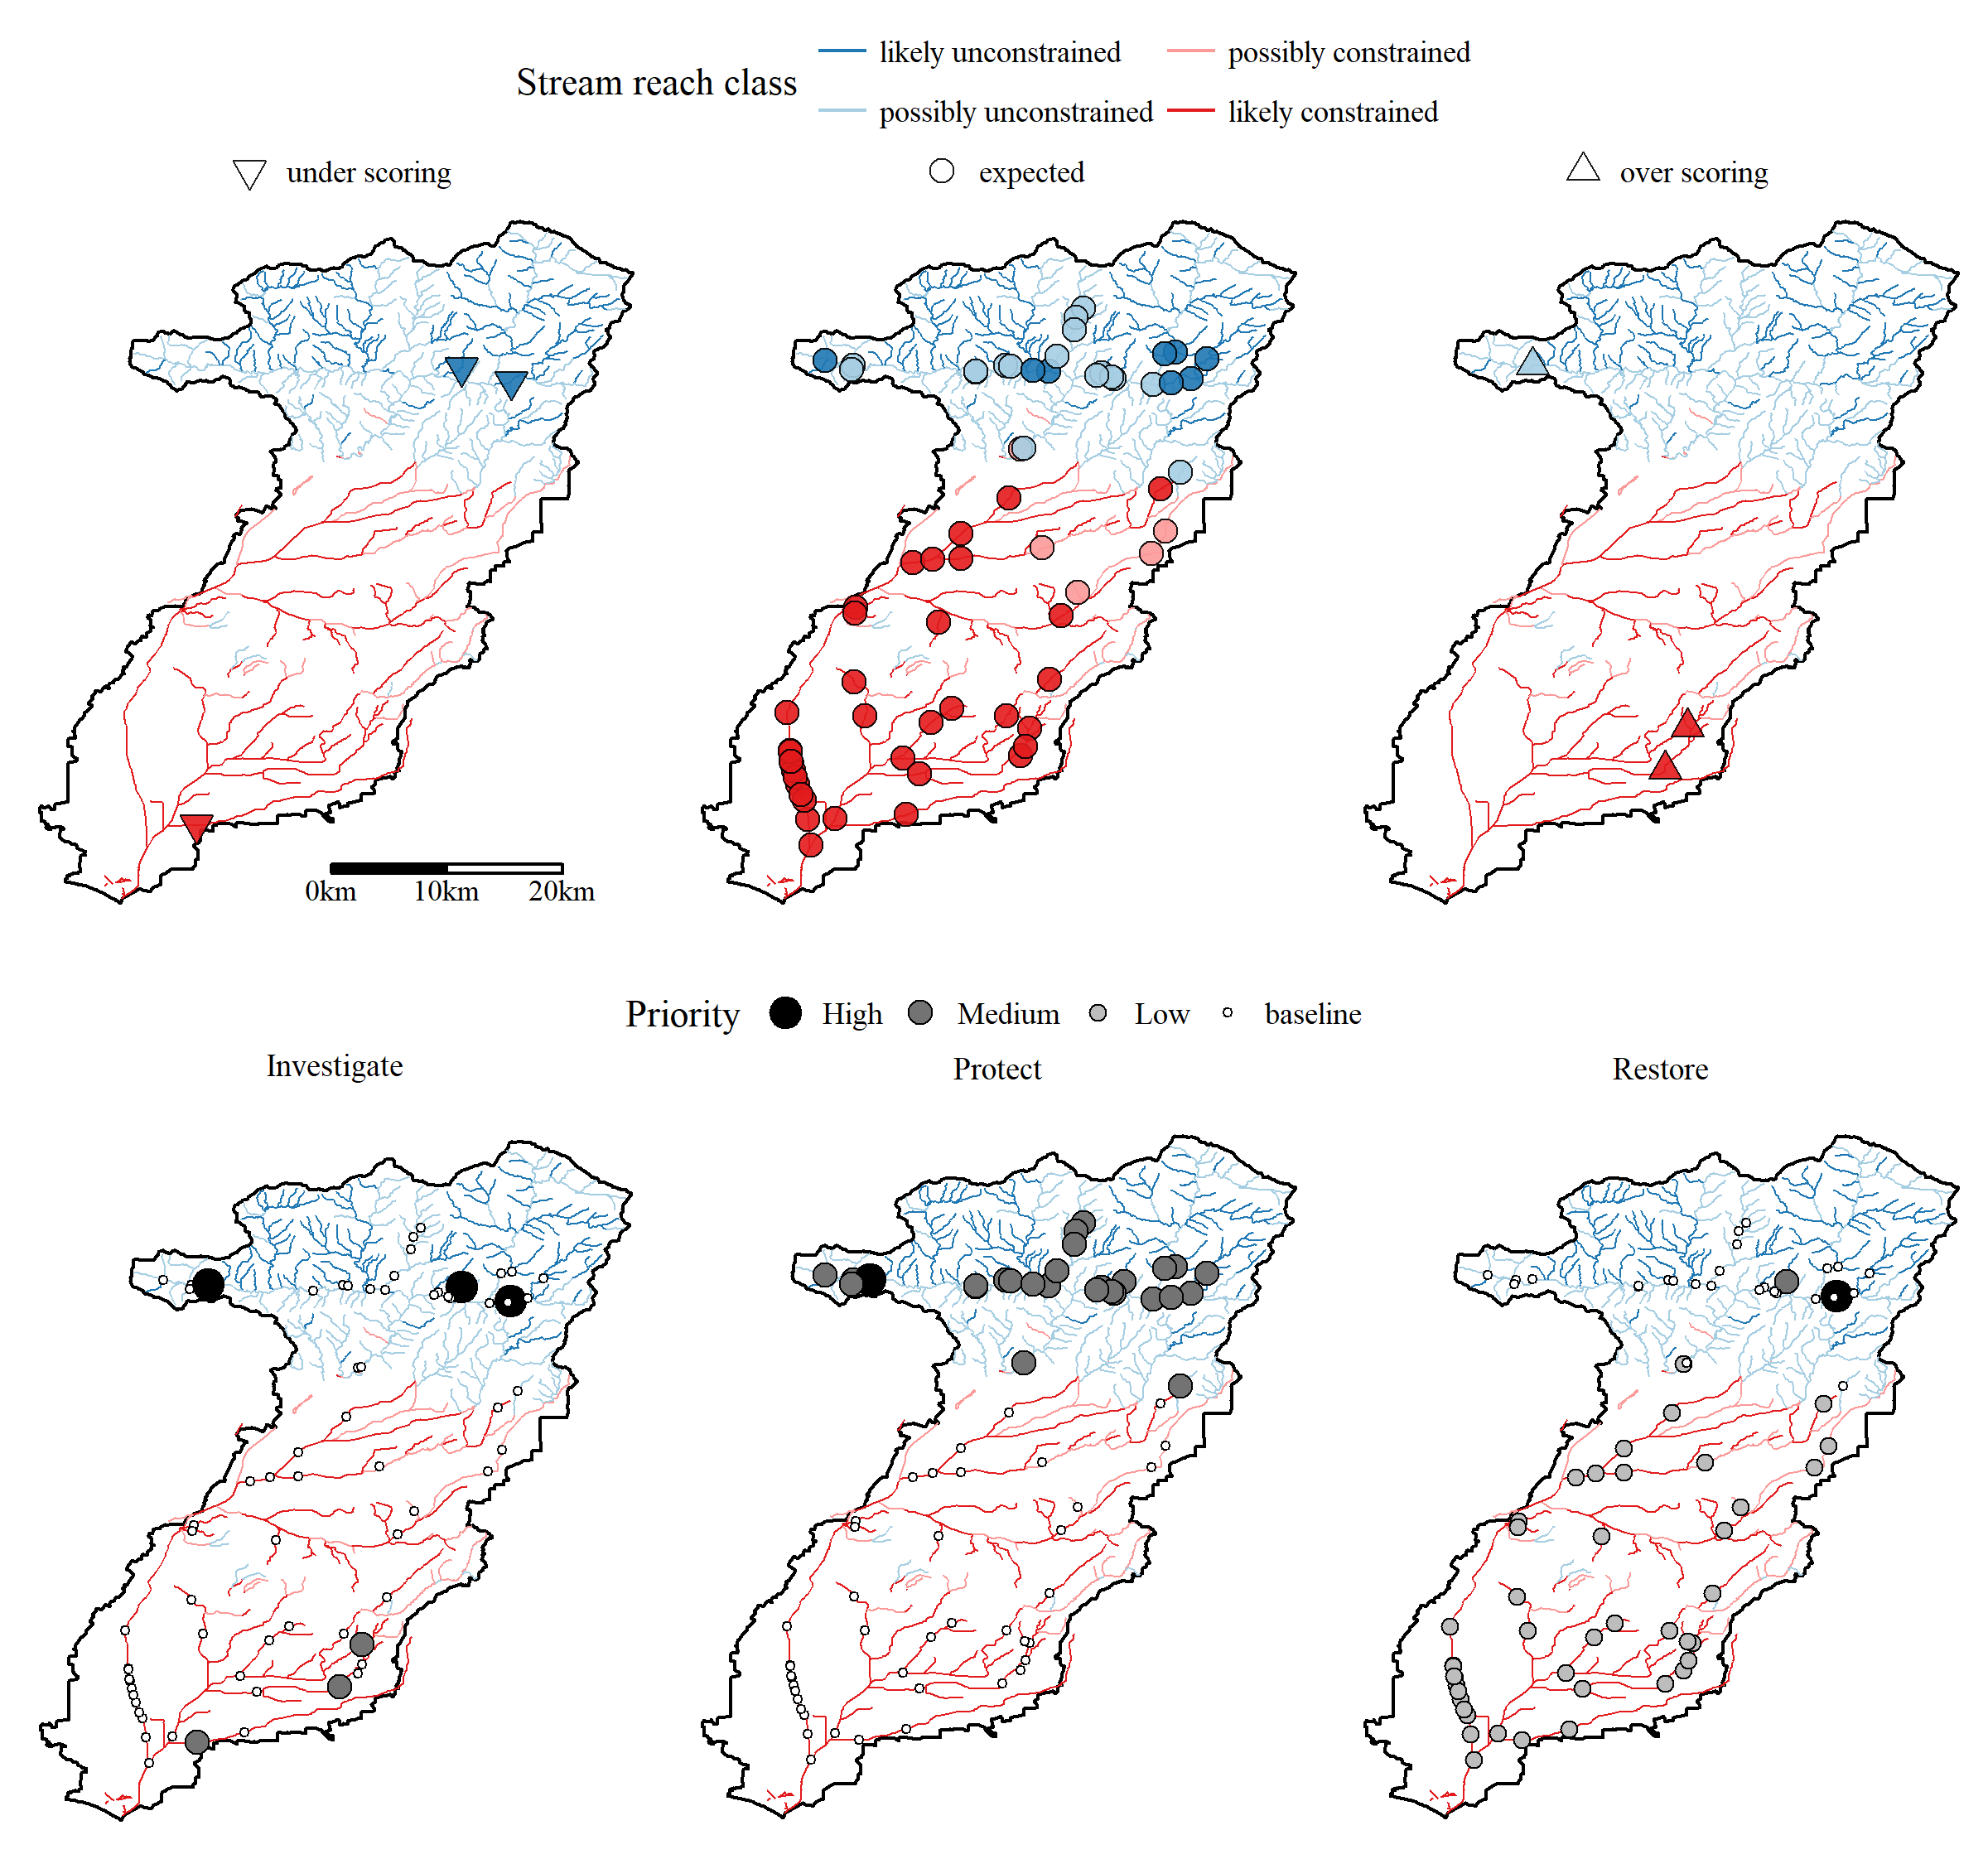 likely unconstrained possibly constrained
Stream reach class
possibly unconstrained likely constrained
under scoring expected over scoring
0km 10km 20km
Priority High Medium Low baseline
Investigate Protect Restore